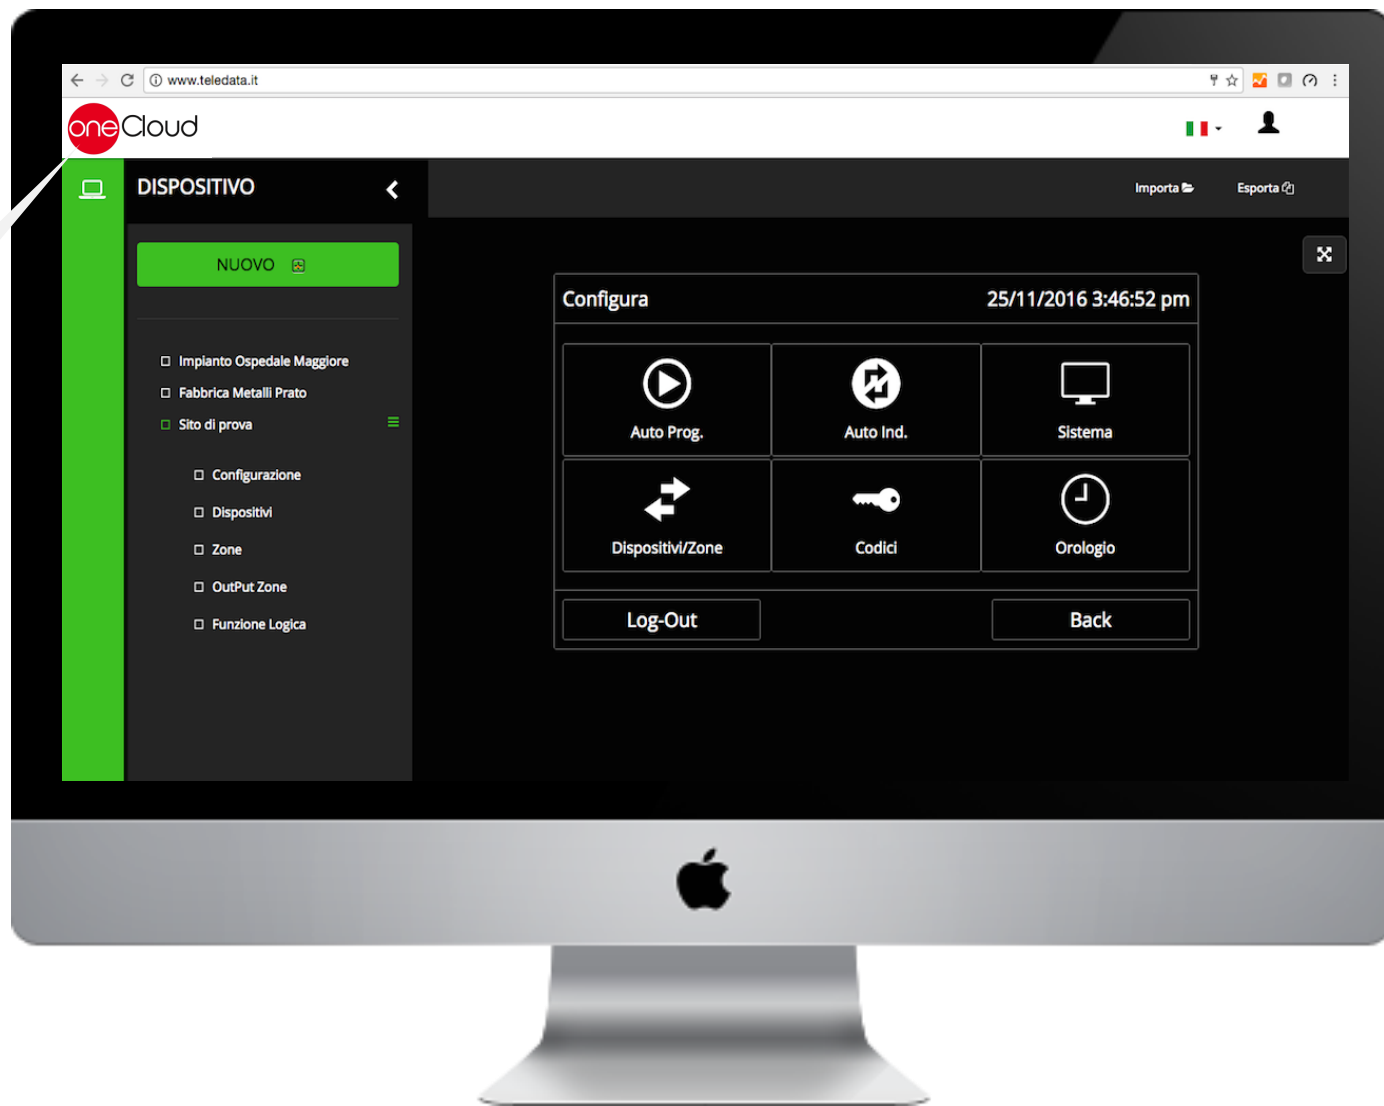 www.teledata.it
oneCloud
DISPOSITIVO
Importa
Esporta
NUOVO
Impianto Ospedale Maggiore
Fabbrica Metalli Prato
Sito di prova
Configurazione
Dispositivi
Zone
OutPut Zone
Funzione Logica
Configura 25/11/2016 3:46:52 pm
Auto Prog. Auto Ind. Sistema
Dispositivi/Zone Codici Orologio
Log-Out Back